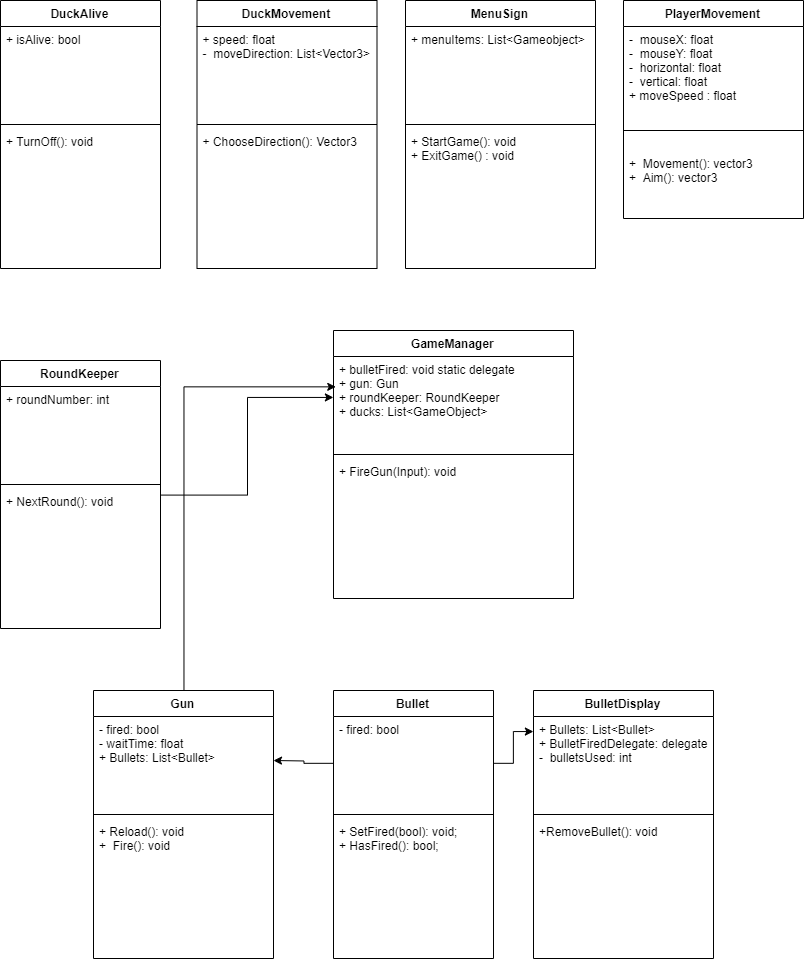 DuckAlive
+ isAlive: bool
+ TurnOff(): void
DuckMovement
+ speed: float
- moveDirection: List<Vector3>
+ ChooseDirection(): Vector3
MenuSign
+ menuItems: List<Gameobject>
+ StartGame(): void
+ ExitGame() : void
PlayerMovement
- mouseX: float
- mouseY: float
- horizontal: float
- vertical: float
+ moveSpeed : float
+ Movement(): vector3
+ Aim(): vector3
RoundKeeper
+ roundNumber: int
+ NextRound(): void
GameManager
+ bulletFired: void static delegate
+ gun: Gun
+ roundKeeper: RoundKeeper
+ ducks: List<GameObject>
+ FireGun(Input): void
Gun
- fired: bool
- waitTime: float
+ Bullets: List<Bullet>
+ Reload(): void
+ Fire(): void
Bullet
- fired: bool
+ SetFired(bool): void;
+ HasFired(): bool;
BulletDisplay
+ Bullets: List<Bullet>
+ BulletFiredDelegate: delegate
- bulletsUsed: int
+RemoveBullet(): void